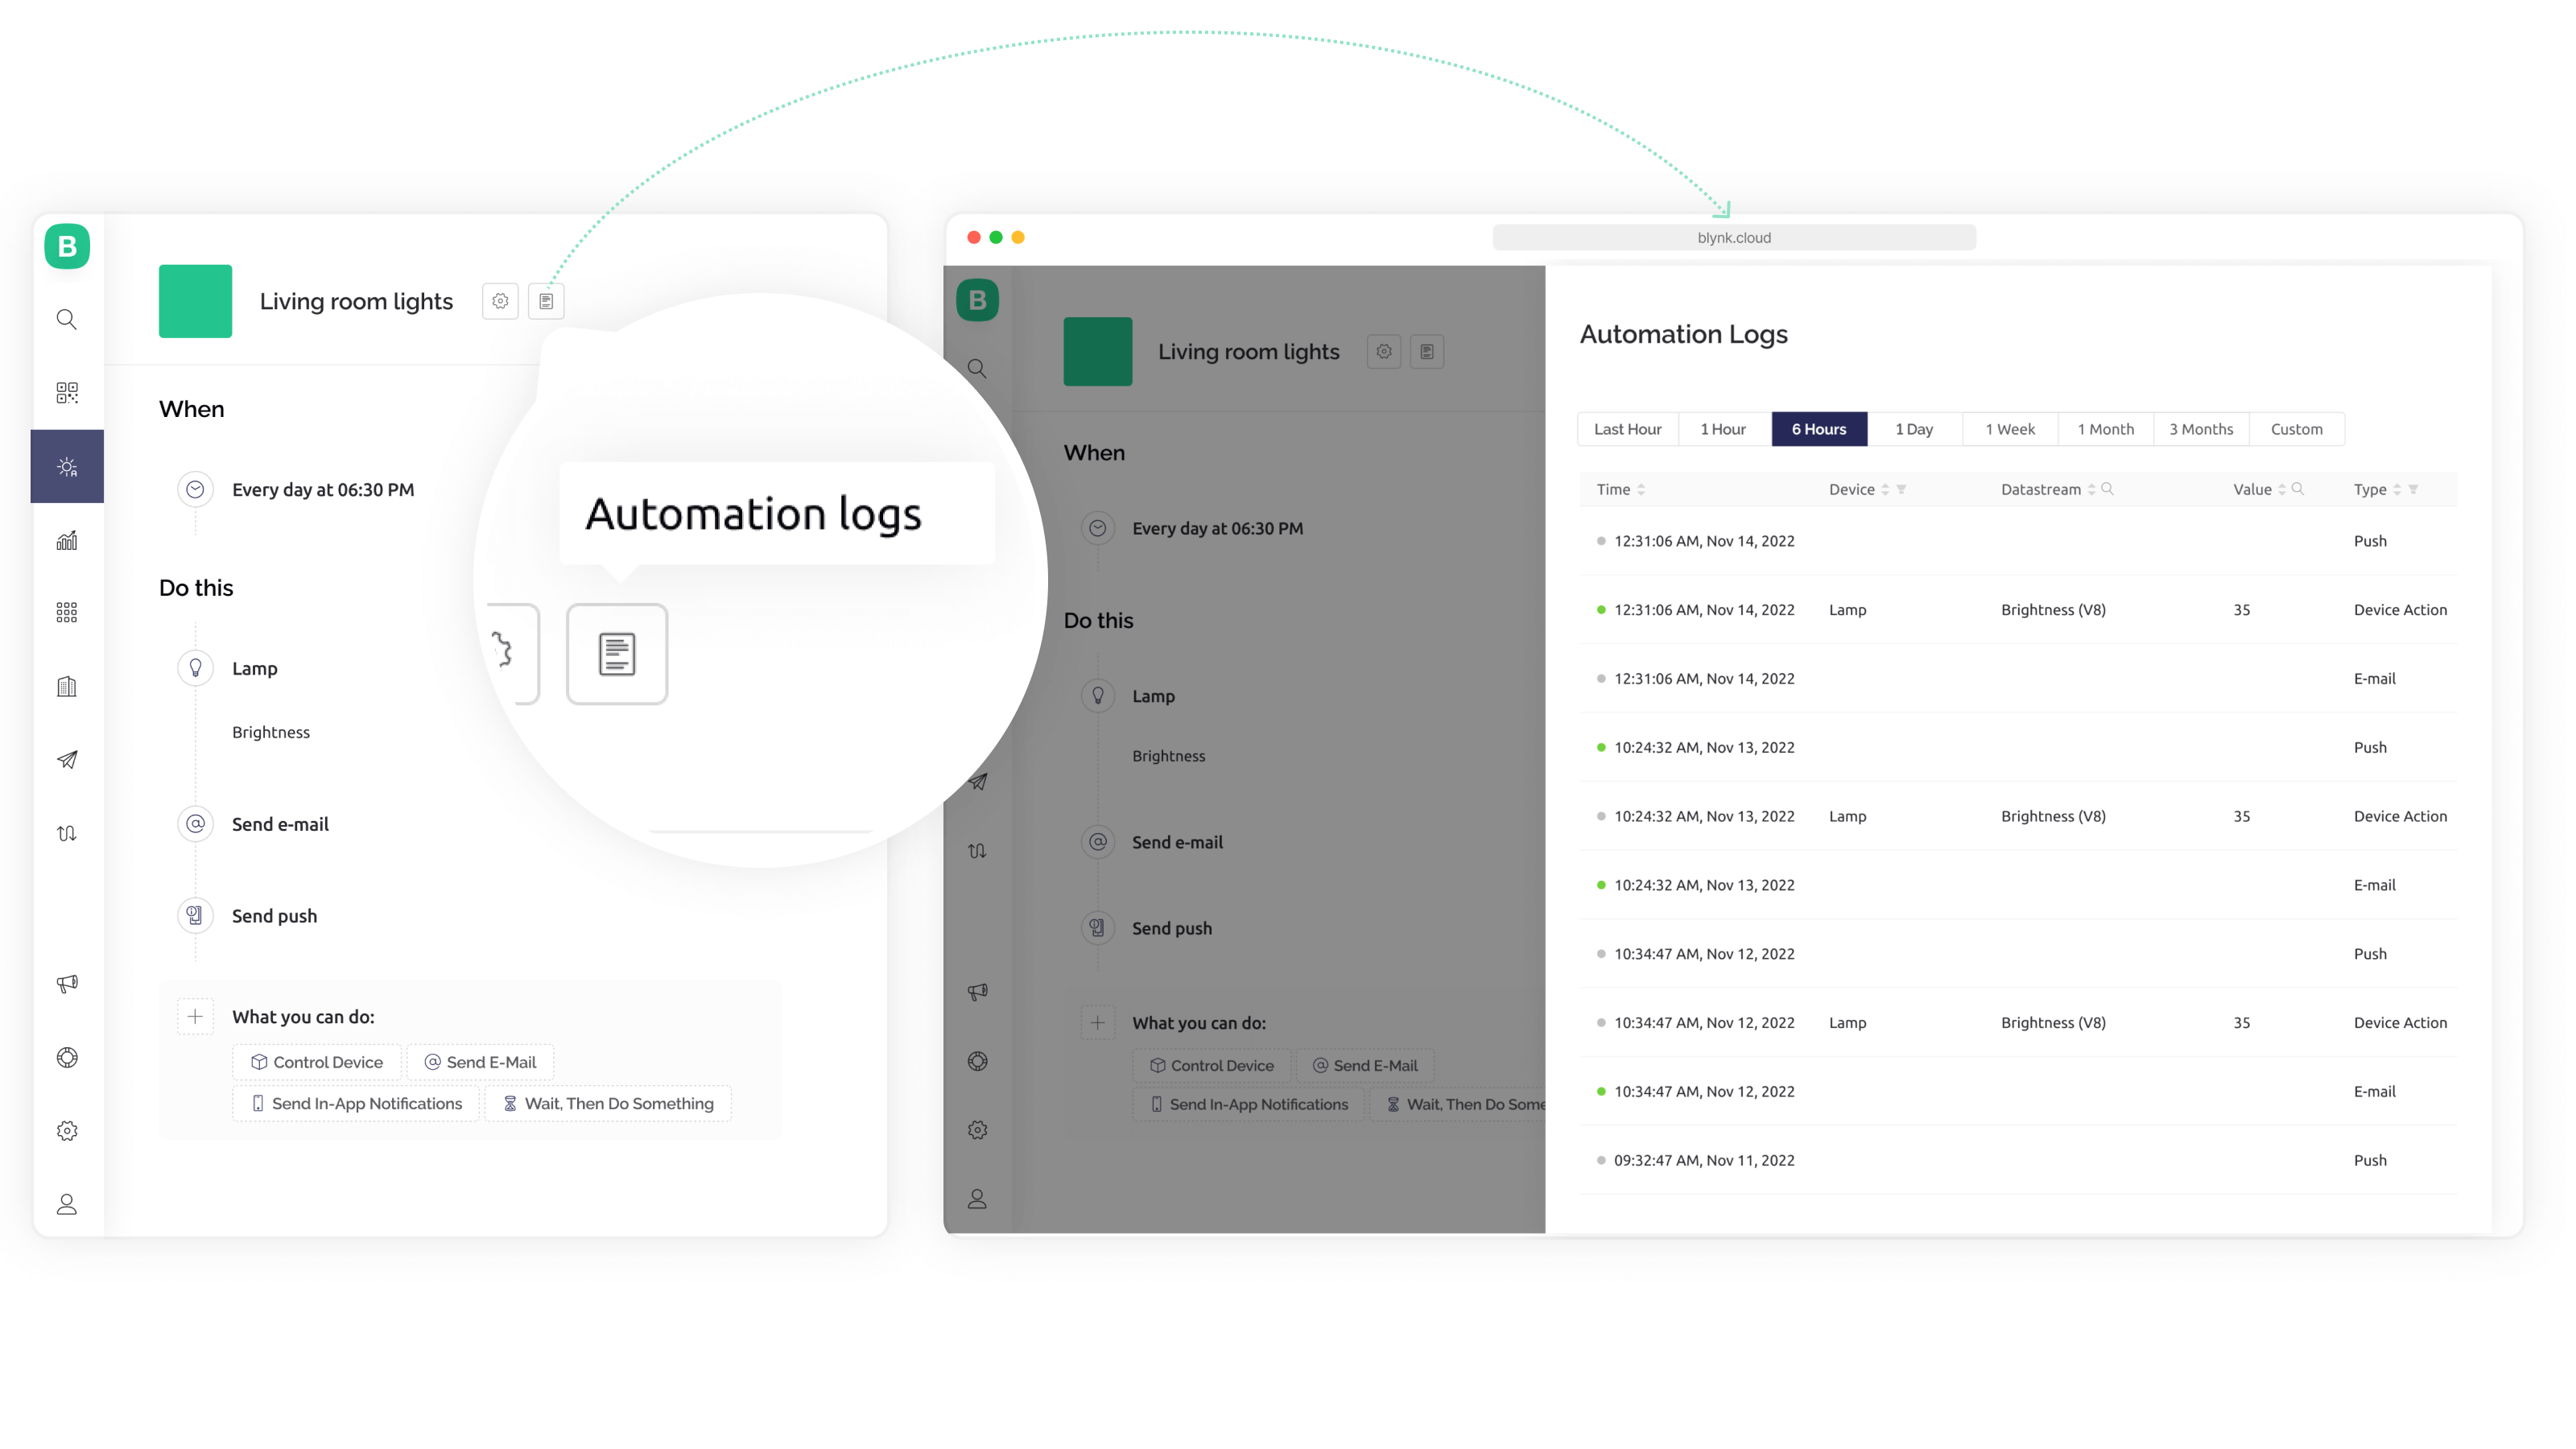 B
Living room lights
When
Every day at 06:30 PM
Do this
Lamp
Brightness
Send e-mail
Send push
What you can do:
Control Device
Send E-Mail
Send In-App Notifications
Wait, Then Do Something
Automation logs
blynk.cloud
B
Living room lights
When
Every day at 06:30 PM
Do this
Lamp
Brightness
Send e-mail
Send push
What you can do:
Control Device
Send E-Mail
Send In-App Notifications
Wait, Then Do Some
Automation Logs
Last Hour 1 Hour 6 Hours 1 Day 1 Week 1 Month 3 Months Custom
Time Device Datastream Value Type
12:31:06 AM, Nov 14, 2022 Push
12:31:06 AM, Nov 14, 2022 Lamp Brightness (V8) 35 Device Action
12:31:06 AM, Nov 14, 2022 E-mail
10:24:32 AM, Nov 13, 2022 Push
10:24:32 AM, Nov 13, 2022 Lamp Brightness (V8) 35 Device Action
10:24:32 AM, Nov 13, 2022 E-mail
10:34:47 AM, Nov 12, 2022 Push
10:34:47 AM, Nov 12, 2022 Lamp Brightness (V8) 35 Device Action
10:34:47 AM, Nov 12, 2022 E-mail
09:32:47 AM, Nov 11, 2022 Push